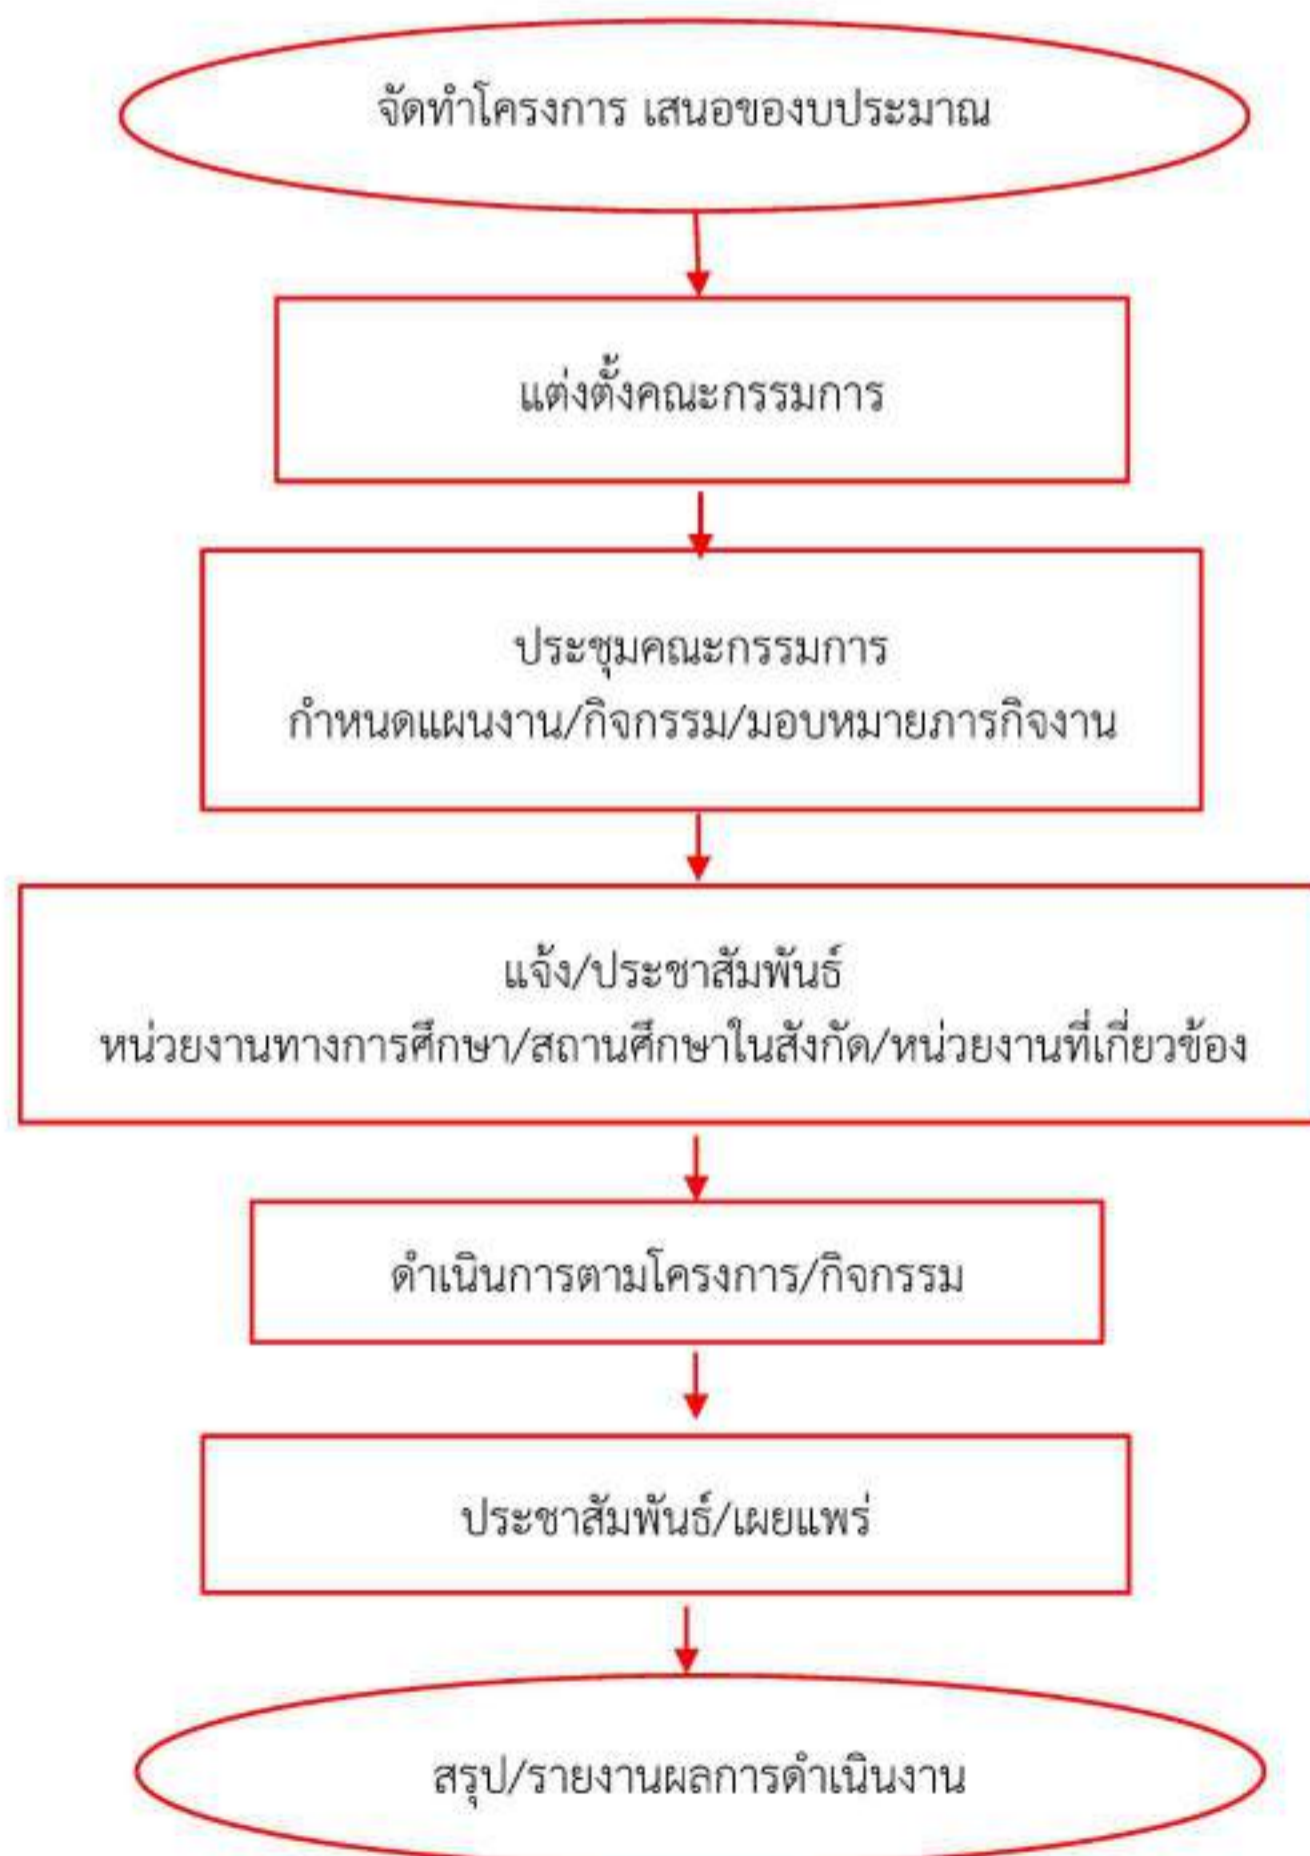 จัดทำโครงการ เสนอของบประมาณ
แต่งตั้งคณะกรรมการ
ประชุมคณะกรรมการ
กำหนดแผนงาน/กิจกรรม/มอบหมายภารกิจงาน
แจ้ง/ประชาสัมพันธ์
หน่วยงานทางการศึกษา/สถานศึกษาในสังกัด/หน่วยงานที่เกี่ยวข้อง
ดำเนินการตามโครงการ/กิจกรรม
ประชาสัมพันธ์/เผยแพร่
สรุป/รายงานผลการดำเนินงาน